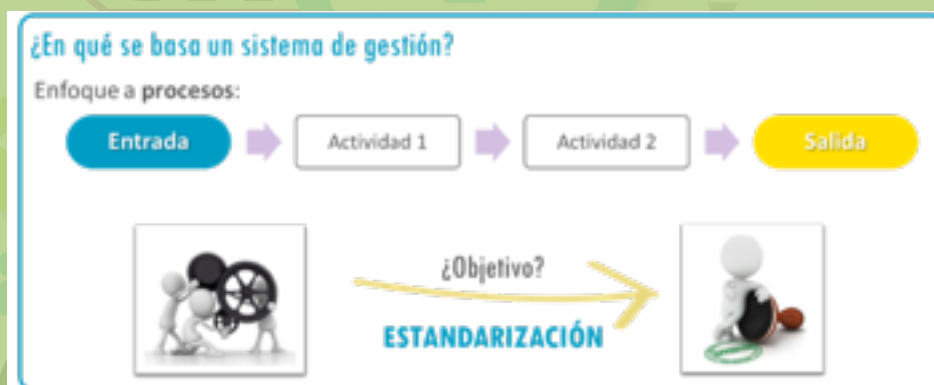 ¿En qué se basa un sistema de gestión?
Enfoque a procesos:
Entrada
Actividad 1
Actividad 2
Salida
¿Objetivo?
ESTANDARIZACIÓN